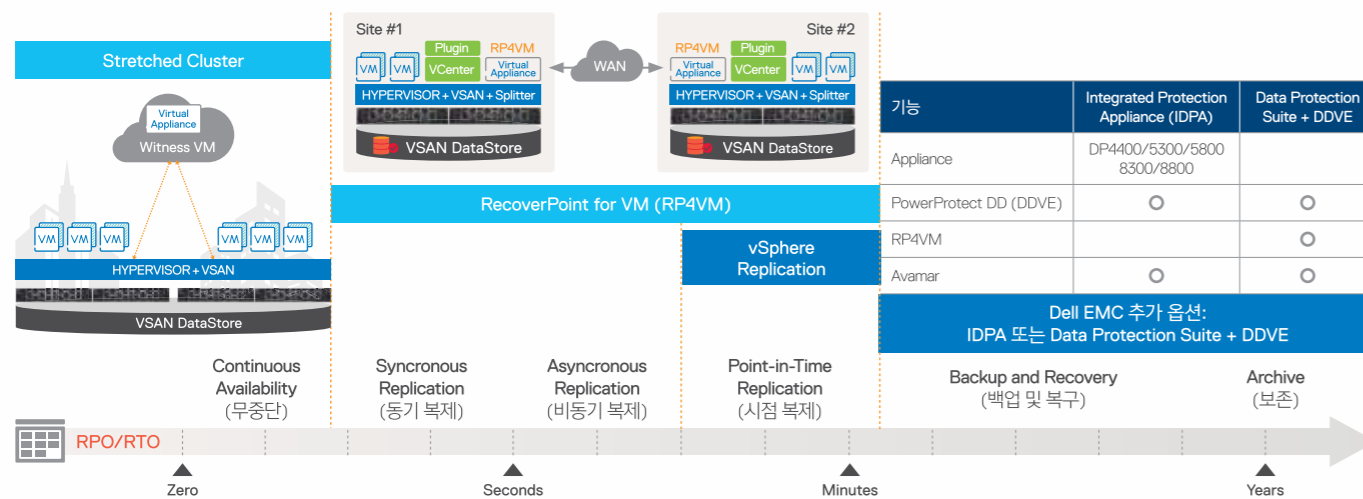 Stretched Cluster
Virtual
Appliance
Witness VM
VM VM VM
VM VM VM
HYPERVISOR + VSAN
VSAN DataStore
Site #1
Plugin RP4VM
VM VM VCenter Virtual
Appliance
HYPERVISOR + VSAN + Splitter
VSAN DataStore
WAN
Site #2
RP4VM Plugin
Virtual
Appliance VCenter VM VM
HYPERVISOR + VSAN + Splitter
VSAN DataStore
RecoverPoint for VM (RP4VM)
vSphere
Replication
기능 Integrated Protection
Appliance (IDPA) Data Protection
Suite + DDVE
Appliance DP4400/5300/5800
8300/8800
PowerProtect DD (DDVE) O O
RP4VM O
Avamar O O
Dell EMC 추가 옵션:
IDPA 또는 Data Protection Suite + DDVE
Continuous
Availability
(무중단)
Syncronous
Replication
(동기 복제)
Asyncronous
Replication
(비동기 복제)
Point-in-Time
Replication
(시점 복제)
Backup and Recovery
(백업 및 복구)
Archive
(보존)
RPO/RTO
Zero
Seconds
Minutes
Years